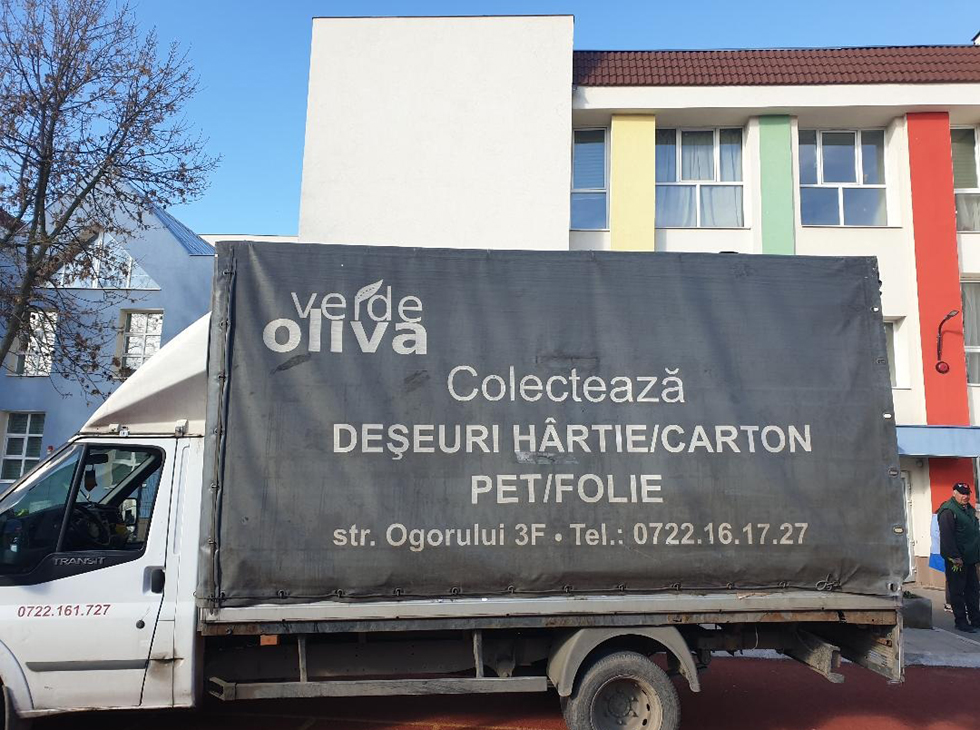 verde
oliva
Colectează
DEŞEURI HÂRTIE/CARTON
PET/FOLIE
str. Ogorului 3F • Tel.: 0722.16.17.27
TRANSIT
0722.161.727